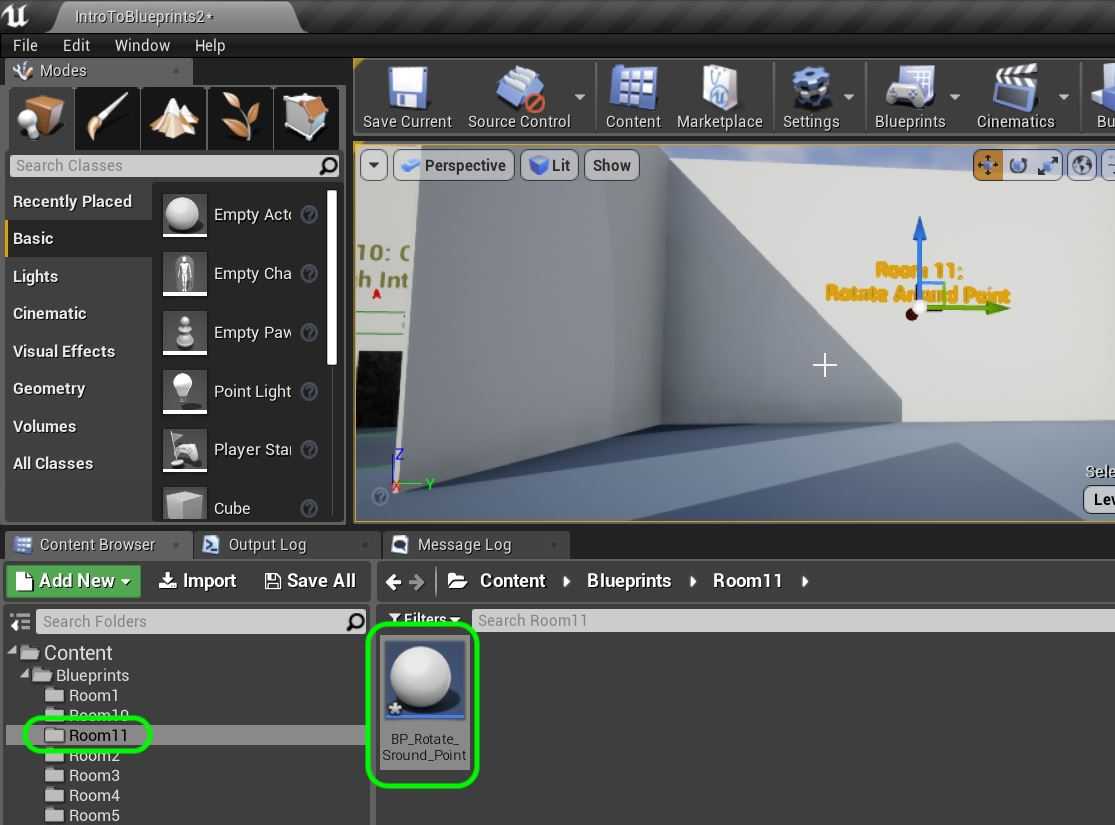 IntroToBlueprints2*
File Edit Window Help
Modes
Save Current Source Control Content Marketplace Settings Blueprints Cinematics
Search Classes
Perspective Lit Show
Recently Placed
Basic
Lights
Cinematic
Visual Effects
Geometry
Volumes
All Classes
Empty Acto
Empty Cha
Empty Paw
Point Light
Player Star
Cube
10: C
h Int
A
Room 11:
Rotate Around Point
Z
X
Y
Sele
Lev
Content Browser Output Log Message Log
Add New Import Save All Content Blueprints Room11
Search Folders Filters Search Room11
Content
Blueprints
Room1
Room10
Room11
Room2
Room3
Room4
Room5
BP_Rotate_
Sround_Point